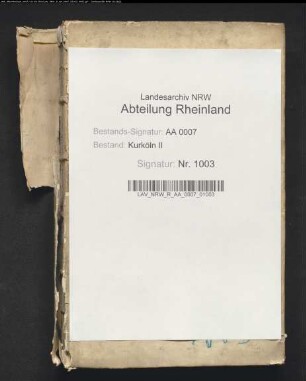 Landesarchiv NRW
Abteilung Rheinland
Bestands-Signatur: AA 0007
Bestand: Kurköln II
Signatur: Nr. 1003
LAV_NRW_R_AA_0007_01003